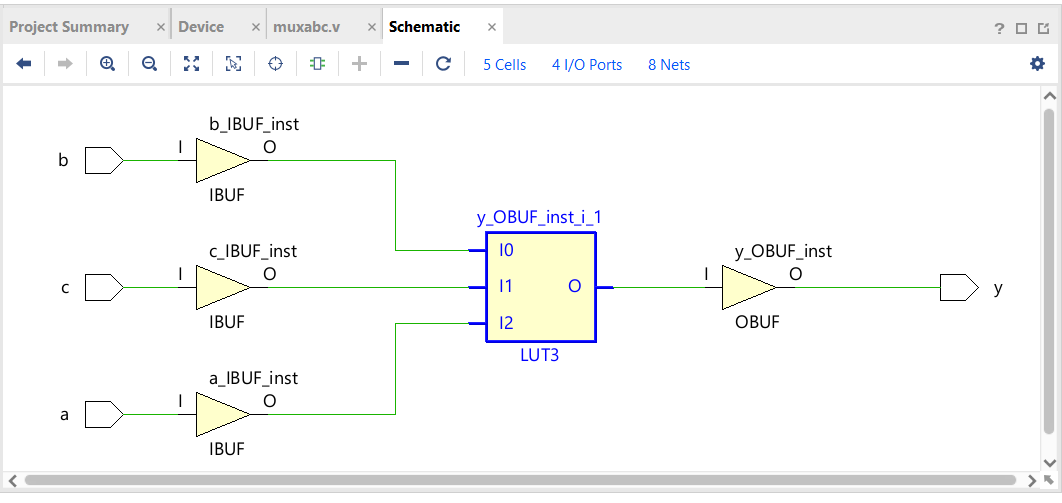 Project Summary × Device × muxabc.v × Schematic × ?
5 Cells 4 I/O Ports 8 Nets
b_IBUF_inst
b I O
IBUF
y_OBUF_inst_i_1
c_IBUF_inst I0 y_OBUF_inst
c I O I1 O I O y
IBUF I2 OBUF
LUT3
a_IBUF_inst
a I O
IBUF